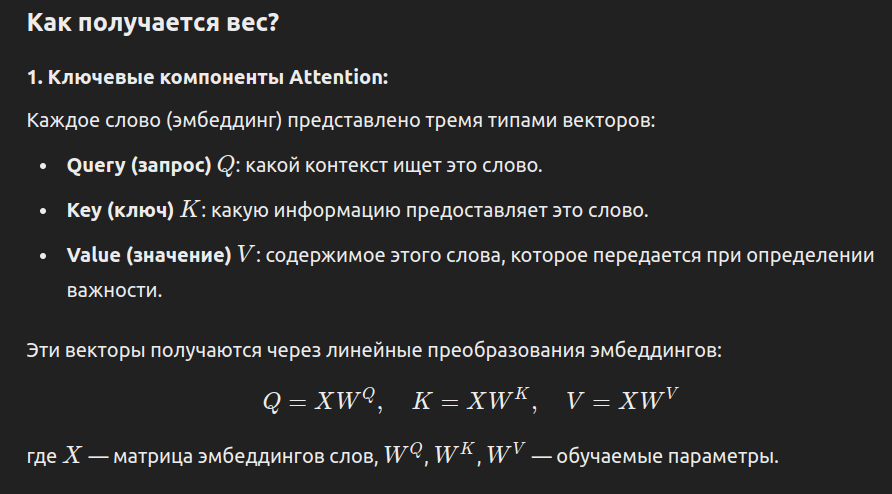 Как получается вес?
1. Ключевые компоненты Attention:
Каждое слово (эмбеддинг) представлено тремя типами векторов:
• Query (запрос) Q: какой контекст ищет это слово.
• Key (ключ) K: какую информацию предоставляет это слово.
• Value (значение) V: содержимое этого слова, которое передается при определении
важности.
Эти векторы получаются через линейные преобразования эмбеддингов:
Q = XW^Q, K = XW^K, V = XW^V
где X — матрица эмбеддингов слов, W^Q, W^K, W^V — обучаемые параметры.